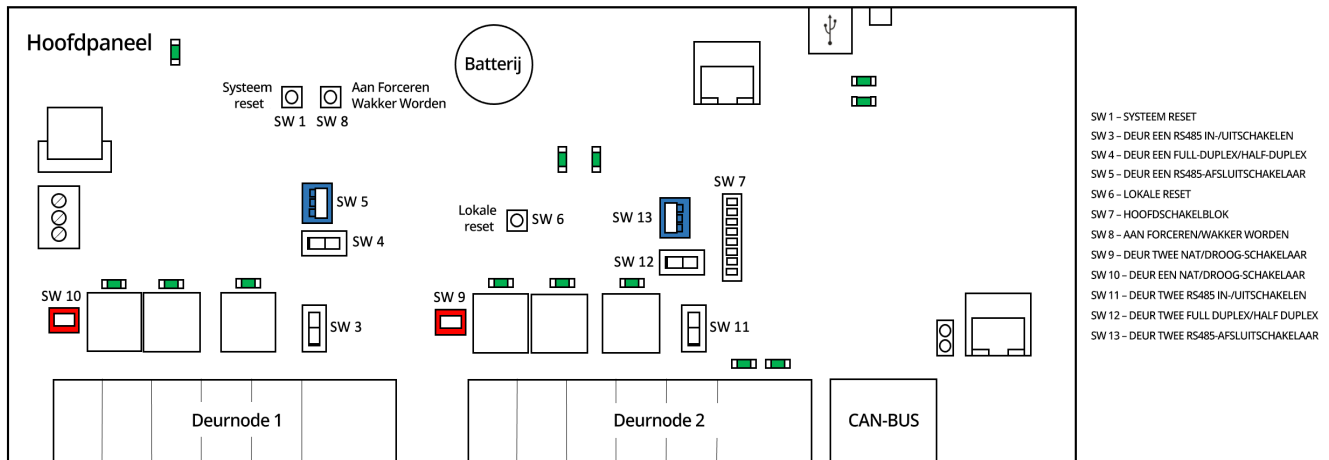 Hoofdpaneel
Batterij
Systeem
reset
Aan Forceren
Wakker Worden
SW 1
SW 8
SW 5
SW 4
Lokale
reset
SW 6
SW 7
SW 13
SW 12
SW 10
SW 3
SW 9
SW 11
Deurnode 1
Deurnode 2
CAN-BUS
SW 1 – SYSTEEM RESET
SW 3 – DEUR EEN RS485 IN-/UITSCHAKELEN
SW 4 – DEUR EEN FULL-DUPLEX/HALF-DUPLEX
SW 5 – DEUR EEN RS485-AFSLUITSCHAKELAAR
SW 6 – LOKALE RESET
SW 7 – HOOFDSCHAKELBLOK
SW 8 – AAN FORCEREN/WAKKER WORDEN
SW 9 – DEUR TWEE NAT/DROOG-SCHAKELAAR
SW 10 – DEUR EEN NAT/DROOG-SCHAKELAAR
SW 11 – DEUR TWEE RS485 IN-/UITSCHAKELEN
SW 12 – DEUR TWEE FULL DUPLEX/HALF DUPLEX
SW 13 – DEUR TWEE RS485-AFSLUITSCHAKELAAR